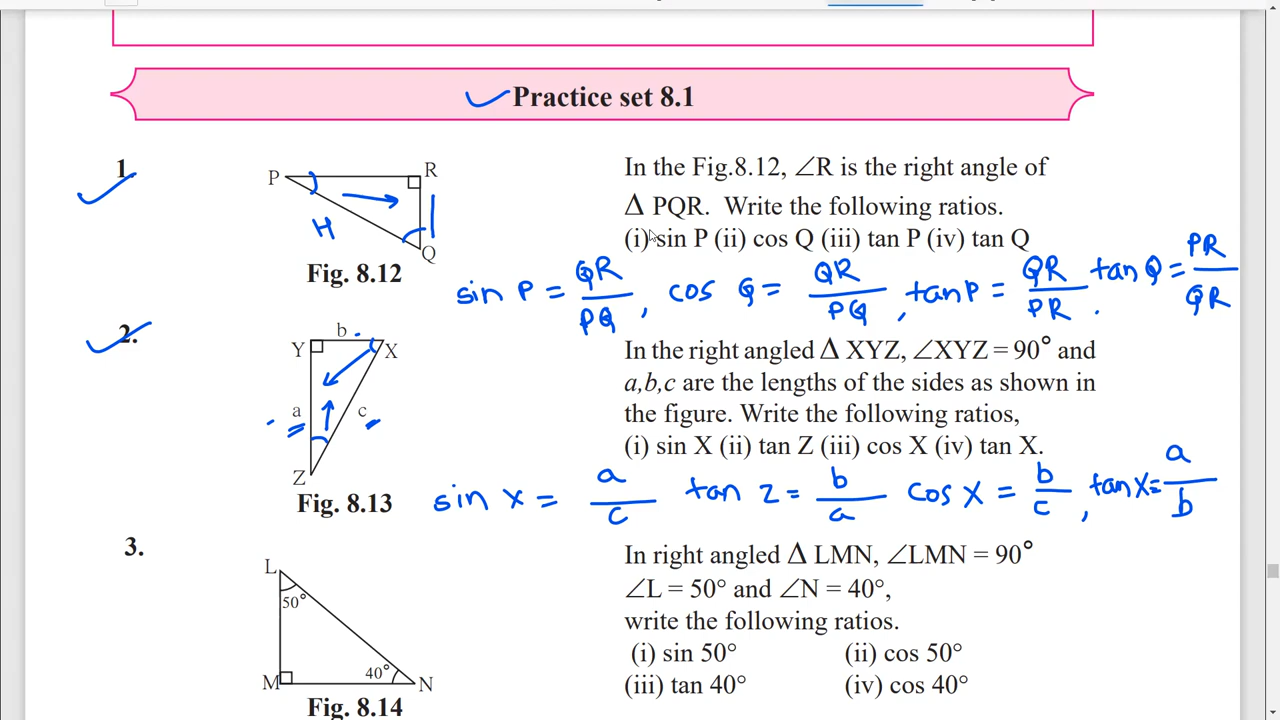 Practice set 8.1
1.
P R
H
Q
Fig. 8.12
In the Fig.8.12, ∠R is the right angle of
Δ PQR. Write the following ratios.
(i) sin P (ii) cos Q (iii) tan P (iv) tan Q
sin P = QR/PQ, cos Q = QR/PQ, tan P = QR/PR. tan Q = PR/QR
2.
b
Y X
a c
Z
Fig. 8.13
In the right angled Δ XYZ, ∠XYZ = 90° and
a,b,c are the lengths of the sides as shown in
the figure. Write the following ratios,
(i) sin X (ii) tan Z (iii) cos X (iv) tan X.
sin X = a/c tan Z = b/a cos X = b/c, tan X = a/b
3.
L
50°
40°
M N
Fig. 8.14
In right angled Δ LMN, ∠LMN = 90°
∠L = 50° and ∠N = 40°,
write the following ratios.
(i) sin 50° (ii) cos 50°
(iii) tan 40° (iv) cos 40°